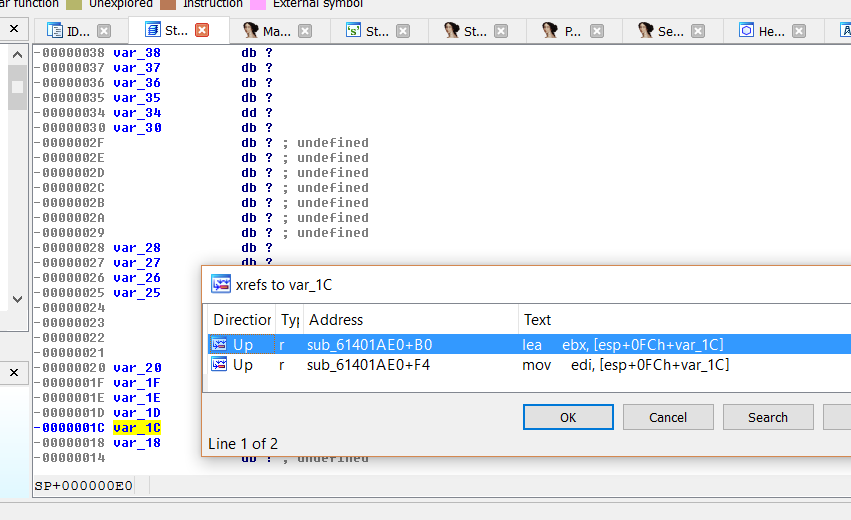 ar function Unexplored Instruction External symbol
ID... St... Ma... St... St... P... Se... He...
-00000038 var_38 db ?
-00000037 var_37 db ?
-00000036 var_36 db ?
-00000035 var_35 db ?
-00000034 var_34 dd ?
-00000030 var_30 db ?
-0000002F db ? ; undefined
-0000002E db ? ; undefined
-0000002D db ? ; undefined
-0000002C db ? ; undefined
-0000002B db ? ; undefined
-0000002A db ? ; undefined
-00000029 db ? ; undefined
-00000028 var_28 db ?
-00000027 var_27 db ?
-00000026 var_26
-00000025 var_25
-00000024
-00000023
-00000022
-00000021
-00000020 var_20
-0000001F var_1F
-0000001E var_1E
-0000001D var_1D
-0000001C var_1C
-00000018 var_18
-00000014 db ? ; undefined
SP+000000E0
xrefs to var_1C
Direction Ty Address Text
Up r sub_61401AE0+B0 lea ebx, [esp+0FCh+var_1C]
Up r sub_61401AE0+F4 mov edi, [esp+0FCh+var_1C]
OK Cancel Search
Line 1 of 2